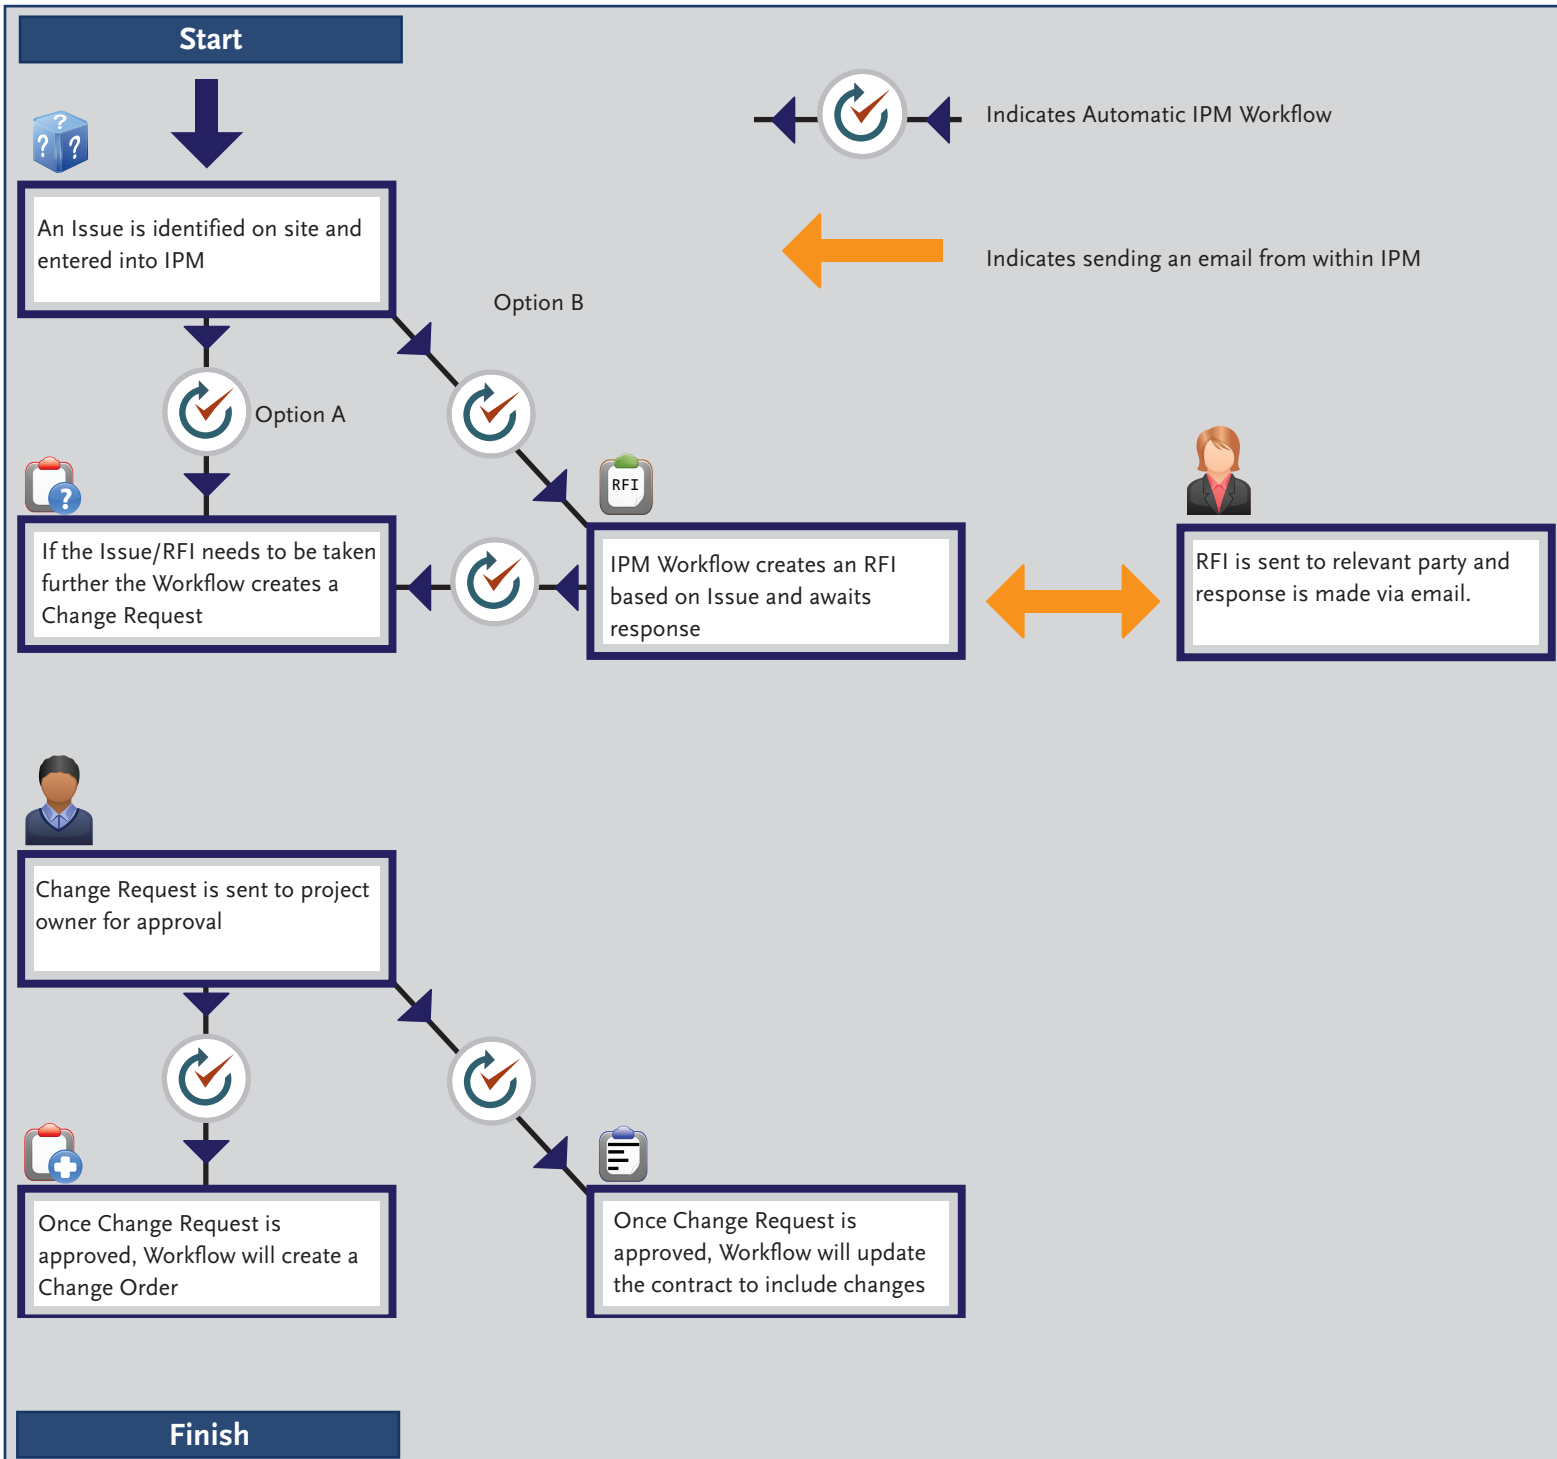 Start
Indicates Automatic IPM Workflow
An Issue is identified on site and
entered into IPM
Indicates sending an email from within IPM
Option B
Option A
RFI
?
? ?
?
If the Issue/RFI needs to be taken
further the Workflow creates a
Change Request
IPM Workflow creates an RFI
based on Issue and awaits
response
RFI is sent to relevant party and
response is made via email.
Change Request is sent to project
owner for approval
Once Change Request is
approved, Workflow will create a
Change Order
Once Change Request is
approved, Workflow will update
the contract to include changes
Finish